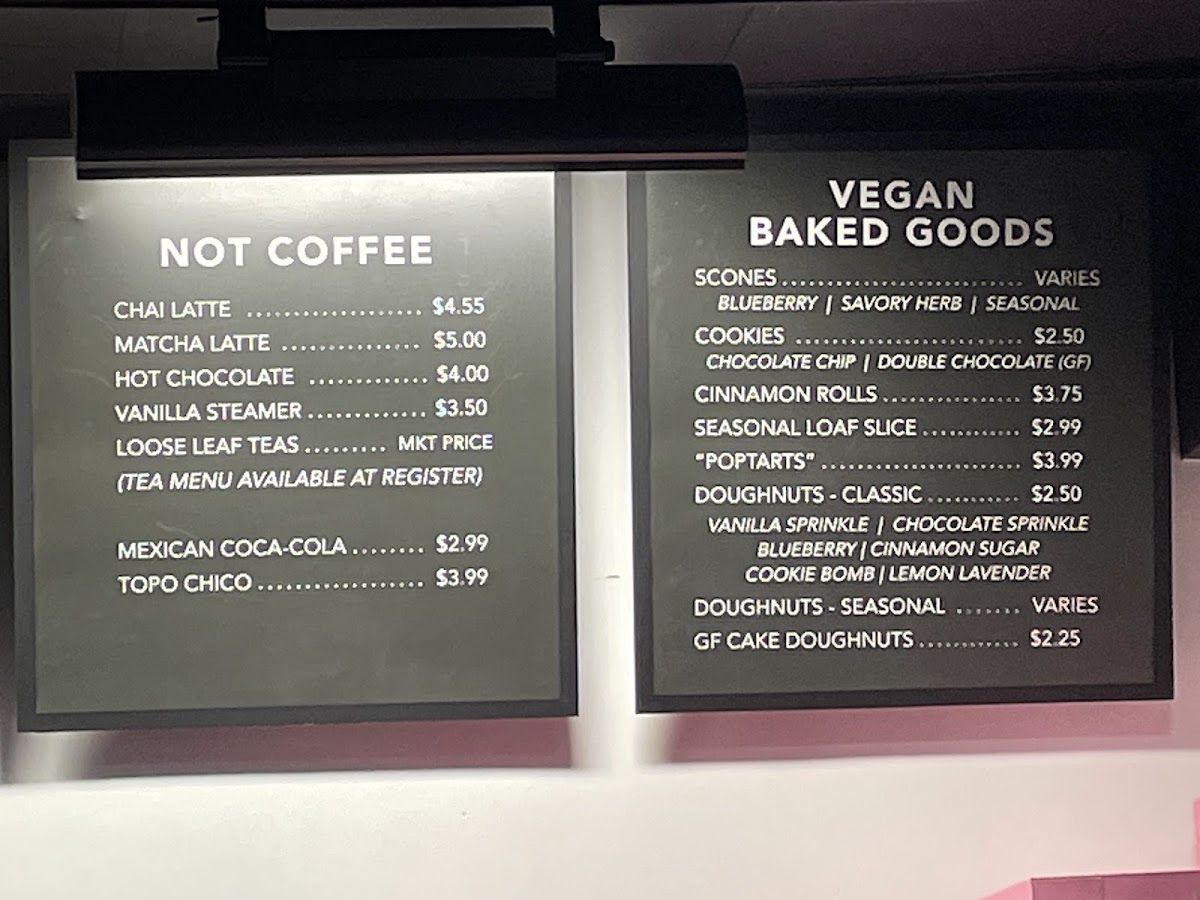 NOT COFFEE
CHAI LATTE .................... $4.55
MATCHA LATTE ................ $5.00
HOT CHOCOLATE ............. $4.00
VANILLA STEAMER ............. $3.50
LOOSE LEAF TEAS ......... MKT PRICE
(TEA MENU AVAILABLE AT REGISTER)
MEXICAN COCA-COLA ........ $2.99
TOPO CHICO ................... $3.99
VEGAN
BAKED GOODS
SCONES ............................ VARIES
BLUEBERRY | SAVORY HERB | SEASONAL
COOKIES .......................... $2.50
CHOCOLATE CHIP | DOUBLE CHOCOLATE (GF)
CINNAMON ROLLS ................ $3.75
SEASONAL LOAF SLICE ........... $2.99
"POPTARTS" ....................... $3.99
DOUGHNUTS - CLASSIC ........... $2.50
VANILLA SPRINKLE | CHOCOLATE SPRINKLE
BLUEBERRY | CINNAMON SUGAR
COOKIE BOMB | LEMON LAVENDER
DOUGHNUTS - SEASONAL ....... VARIES
GF CAKE DOUGHNUTS ............ $2.25